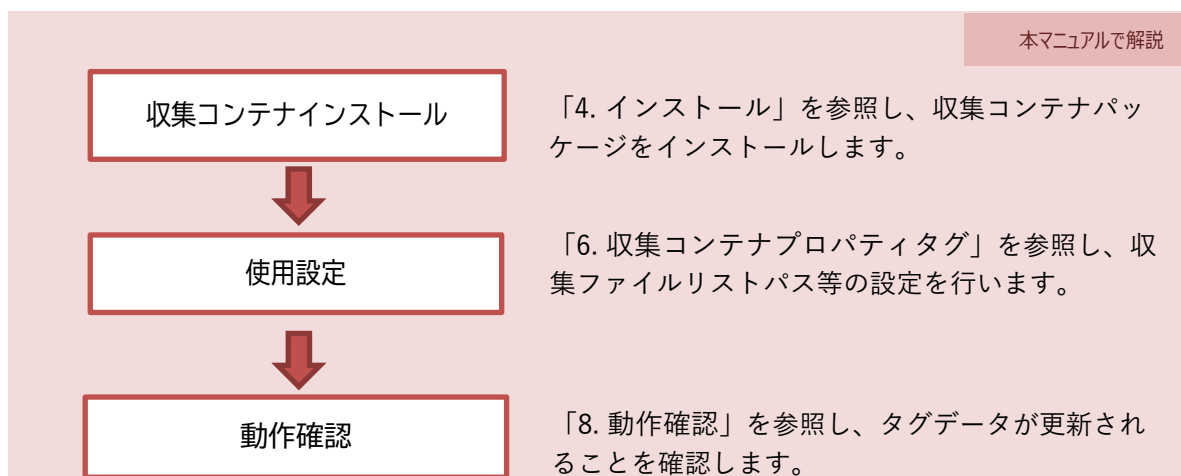 本マニュアルで解説
収集コンテナインストール
「4. インストール」を参照し、収集コンテナパッ
ケージをインストールします。
使用設定
「6. 収集コンテナプロパティタグ」を参照し、収
集ファイルリストパス等の設定を行います。
動作確認
「8. 動作確認」を参照し、タグデータが更新され
ることを確認します。